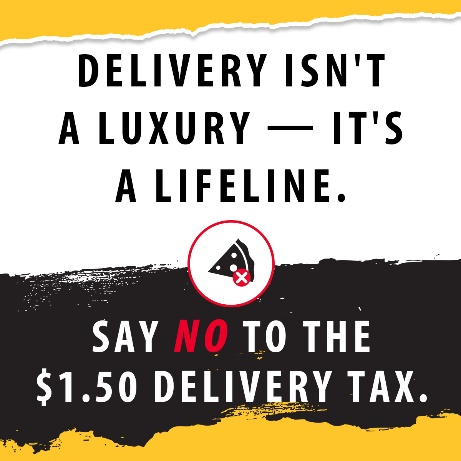 DELIVERY ISN'T
A LUXURY — IT'S
A LIFELINE.
SAY NO TO THE
$1.50 DELIVERY TAX.